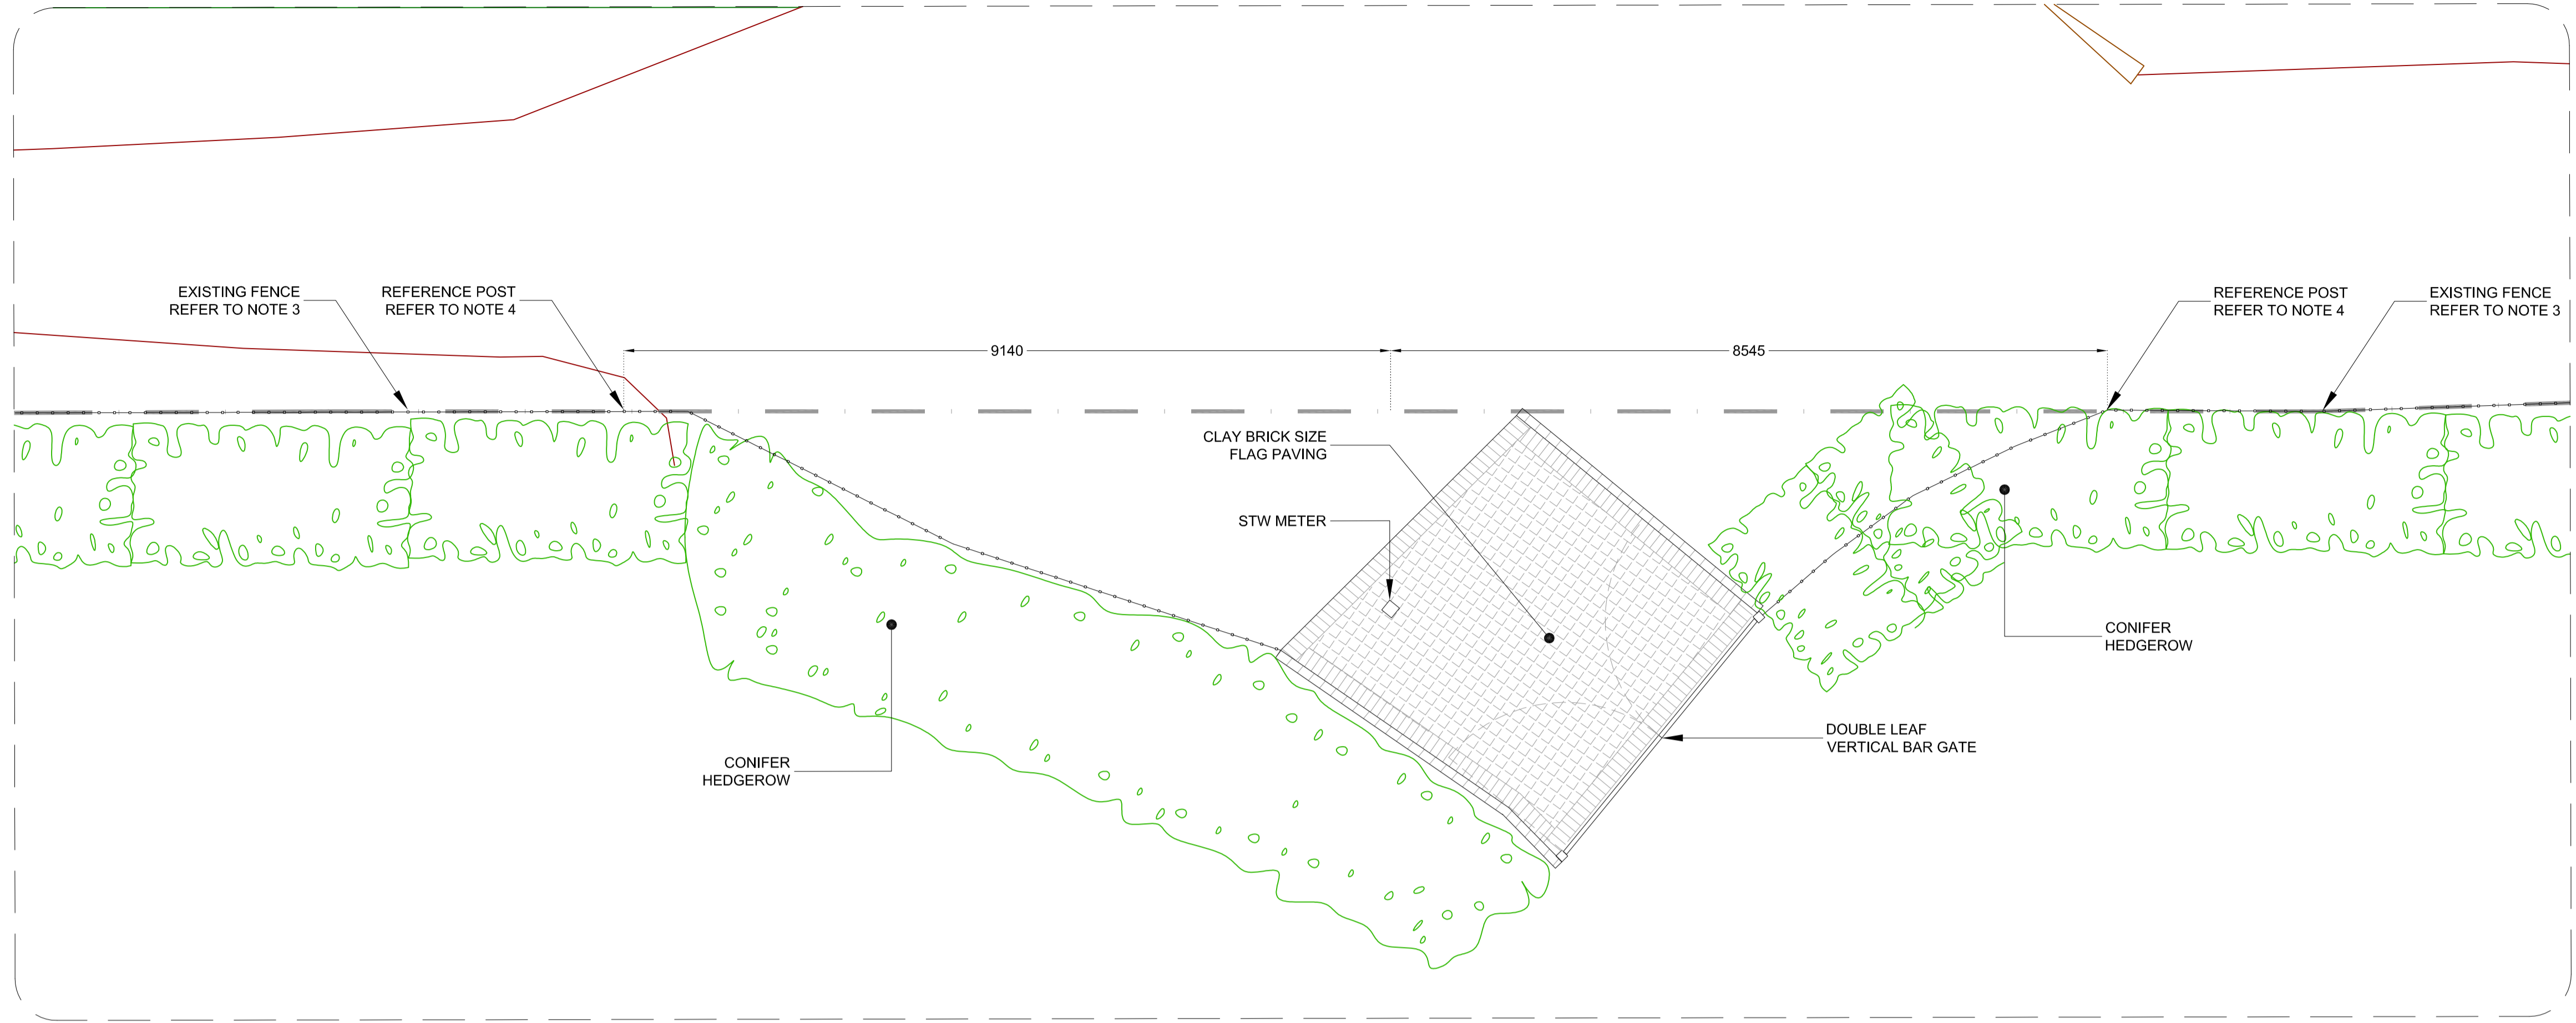 EXISTING FENCE
REFER TO NOTE 3
REFERENCE POST
REFER TO NOTE 4
REFERENCE POST
REFER TO NOTE 4
EXISTING FENCE
REFER TO NOTE 3
9140
8545
CLAY BRICK SIZE
FLAG PAVING
STW METER
CONIFER
HEDGEROW
DOUBLE LEAF
VERTICAL BAR GATE
CONIFER
HEDGEROW